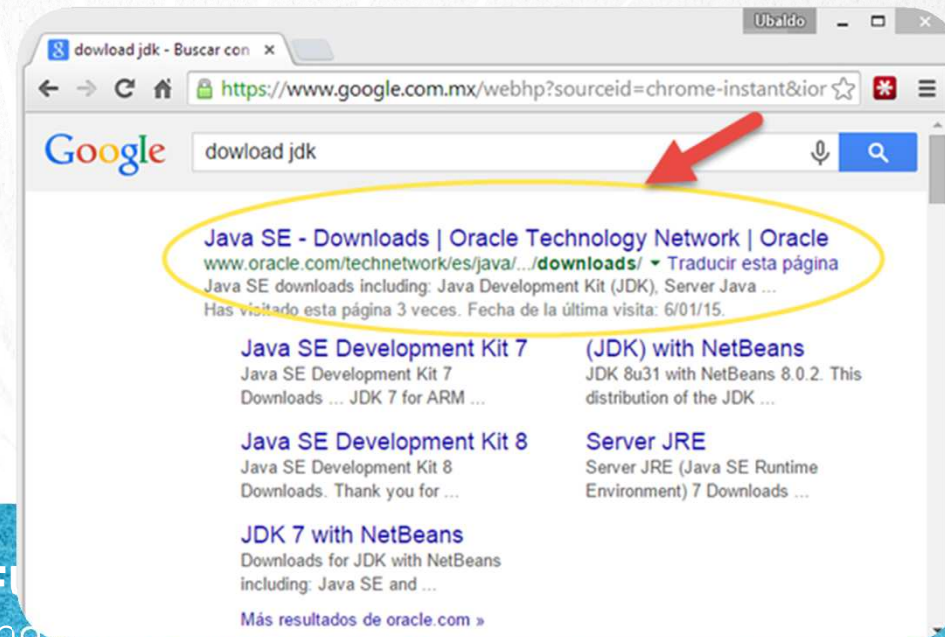 Ubaldo
dowload jdk - Buscar con
https://www.google.com.mx/webhp?sourceid=chrome-instant&ior
Google
dowload jdk
Java SE - Downloads | Oracle Technology Network | Oracle
www.oracle.com/technetwork/es/java/.../downloads/ Traducir esta página
Java SE downloads including: Java Development Kit (JDK), Server Java ...
Has visitado esta página 3 veces. Fecha de la última visita: 6/01/15.
Java SE Development Kit 7
Java SE Development Kit 7
Downloads ... JDK 7 for ARM ...
(JDK) with NetBeans
JDK 8u31 with NetBeans 8.0.2. This
distribution of the JDK ...
Java SE Development Kit 8
Java SE Development Kit 8
Downloads. Thank you for ...
Server JRE
Server JRE (Java SE Runtime
Environment) 7 Downloads ...
JDK 7 with NetBeans
Downloads for JDK with NetBeans
including: Java SE and ...
Más resultados de oracle.com »